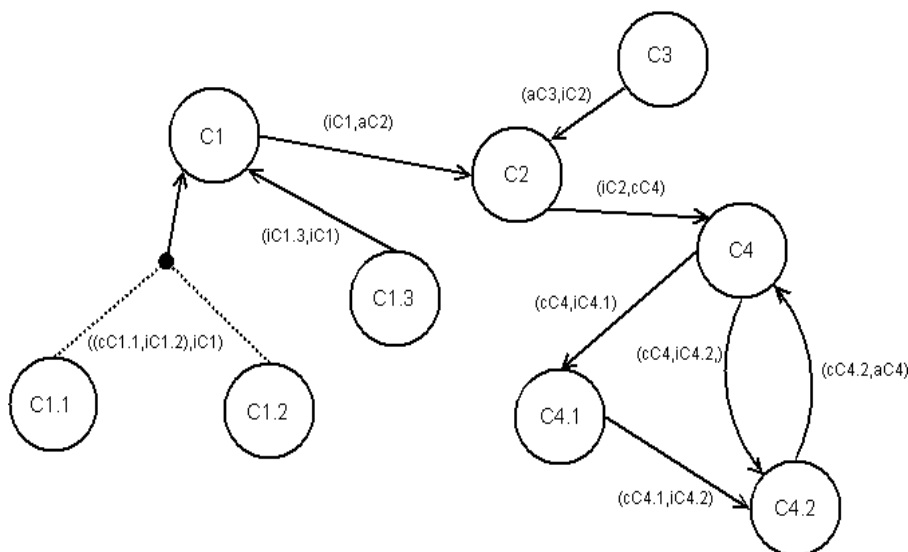 C3
(aC3,iC2)
C1
(iC1,aC2)
C2
(iC2,cC4)
(iC1.3,iC1)
C4
C1.3
(cC4,iC4.1)
((cC1.1,iC1.2),iC1)
(cC4,iC4.2,)
(cC4.2,aC4)
C1.1
C1.2
C4.1
(cC4.1,iC4.2)
C4.2